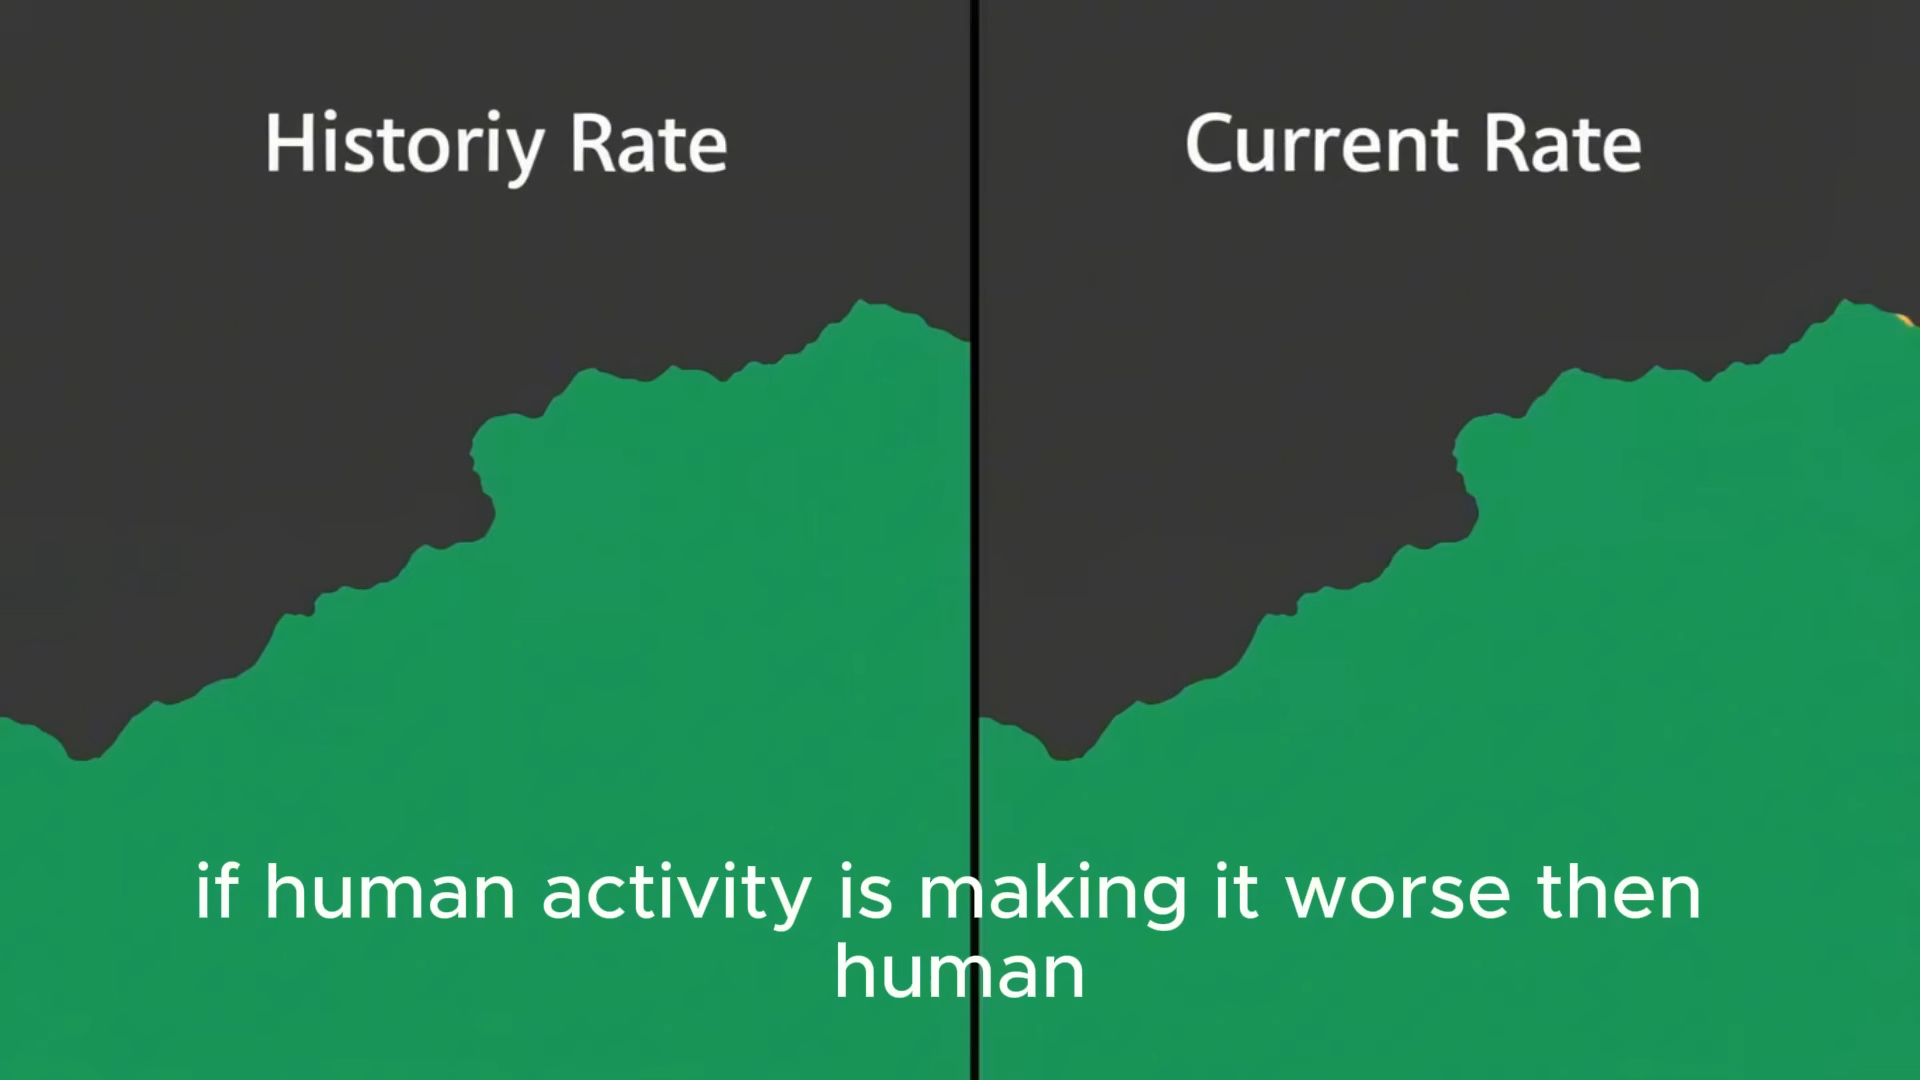 Historiy Rate
Current Rate
if human activity is making it worse then
human